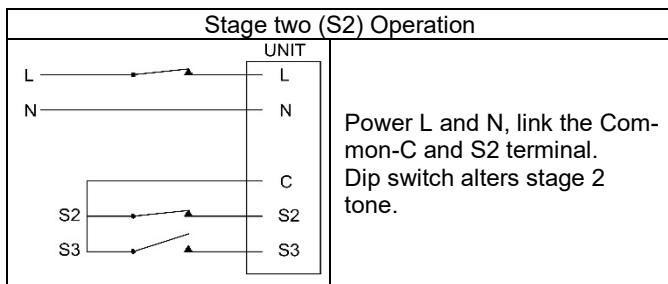 Stage two (S2) Operation
UNIT
L L
N N
C
S2 S2
S3 S3
Power L and N, link the Com-
mon-C and S2 terminal.
Dip switch alters stage 2
tone.